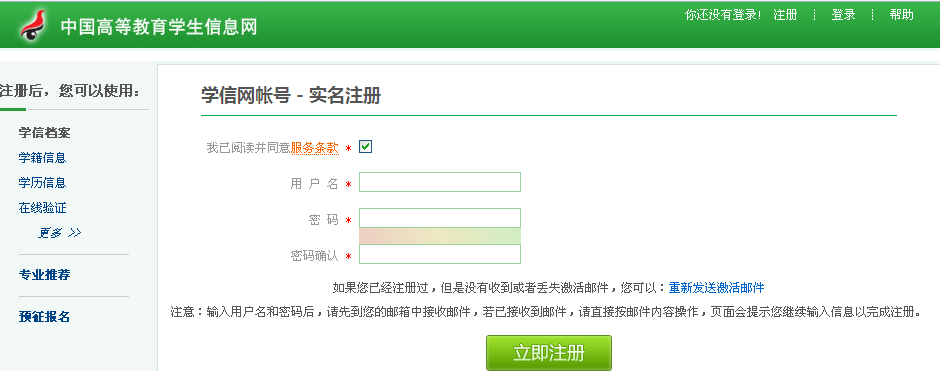 中国高等教育学生信息网
你还没有登录! 注册 ┊ 登录 ┊ 帮助
注册后，您可以使用：
学信档案
学籍信息
学历信息
在线验证
更多 >>
专业推荐
预征报名
学信网帐号 - 实名注册
我已阅读并同意服务条款 *
用 户 名 *
密 码 *
密码确认 *
如果您已经注册过，但是没有收到或者丢失激活邮件，您可以：重新发送激活邮件
注意：输入用户名和密码后，请先到您的邮箱中接收邮件，若已接收到邮件，请直接按邮件内容操作，页面会提示您继续输入信息以完成注册。
立即注册